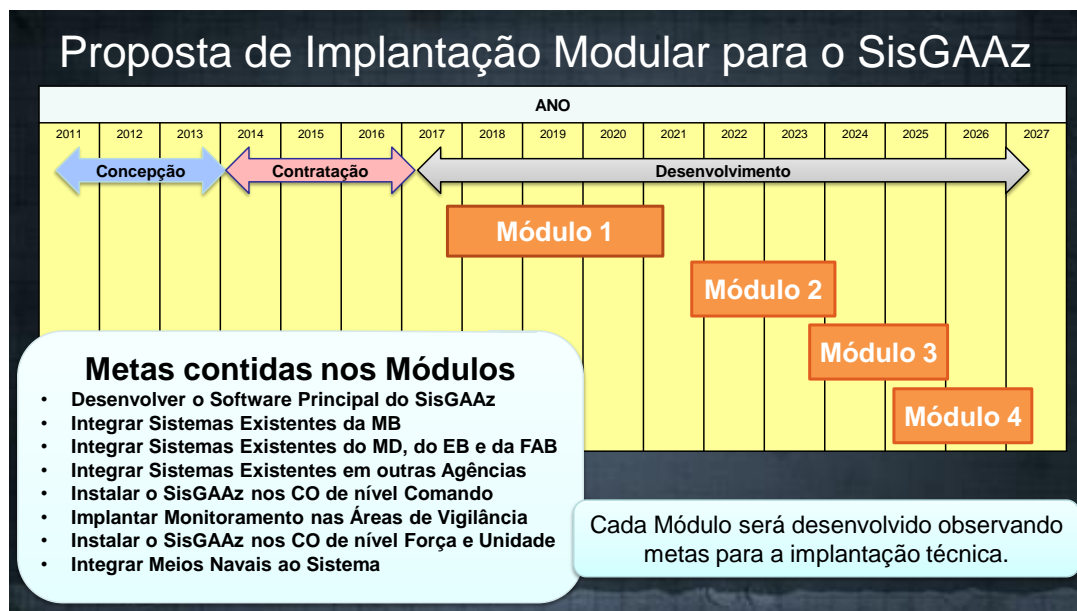 Proposta de Implantação Modular para o SisGAAz
ANO
2011 2012 2013 2014 2015 2016 2017 2018 2019 2020 2021 2022 2023 2024 2025 2026 2027
Concepção Contratação Desenvolvimento
Módulo 1
Módulo 2
Módulo 3
Módulo 4
Metas contidas nos Módulos
• Desenvolver o Software Principal do SisGAAz
• Integrar Sistemas Existentes da MB
• Integrar Sistemas Existentes do MD, do EB e da FAB
• Integrar Sistemas Existentes em outras Agências
• Instalar o SisGAAz nos CO de nível Comando
• Implantar Monitoramento nas Áreas de Vigilância
• Instalar o SisGAAz nos CO de nível Força e Unidade
• Integrar Meios Navais ao Sistema
Cada Módulo será desenvolvido observando
metas para a implantação técnica.